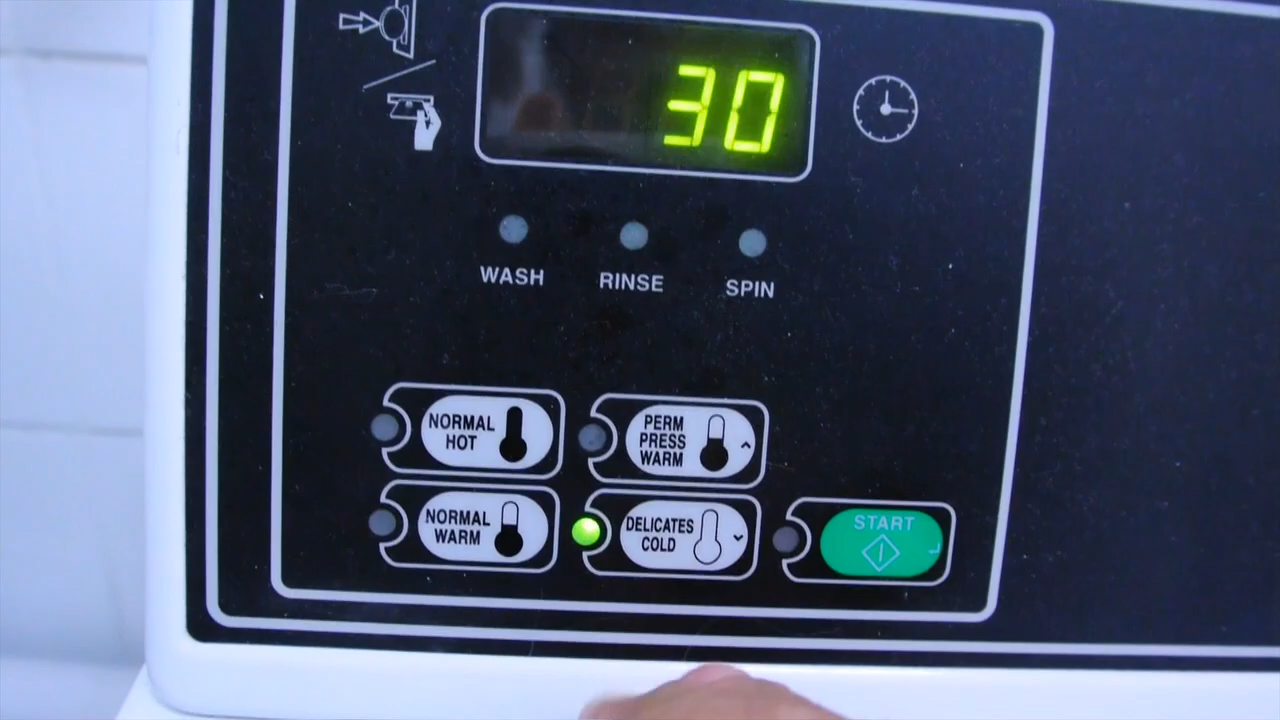 30
WASH
RINSE
SPIN
NORMAL
HOT
PERM
PRESS
WARM
NORMAL
WARM
DELICATES
COLD
START